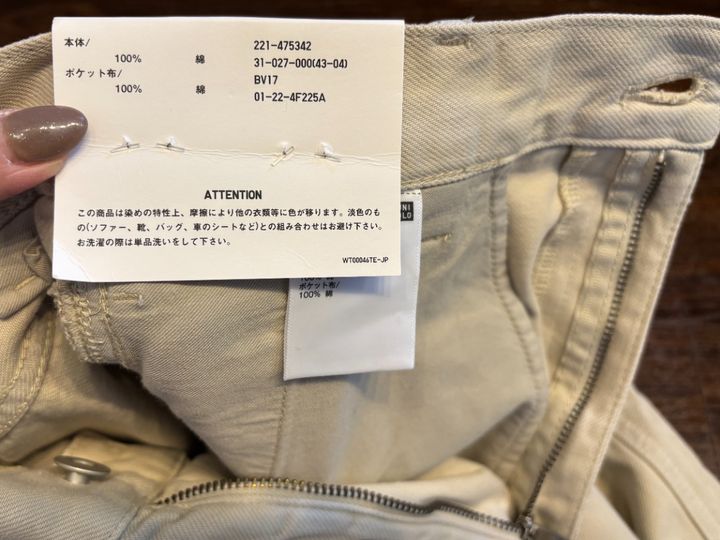 本体/ 221-475342
100% 綿 31-027-000(43-04)
ポケット布/ BV17
100% 綿 01-22-4F225A
ATTENTION
この商品は染めの特性上、摩擦により他の衣類等に色が移ります。淡色のも
の(ソファー、靴、バッグ、車のシートなど)との組み合わせはお避け下さい。
お洗濯の際は単品洗いをして下さい。
WT00046TE-JP
ポケット布/
100% 綿